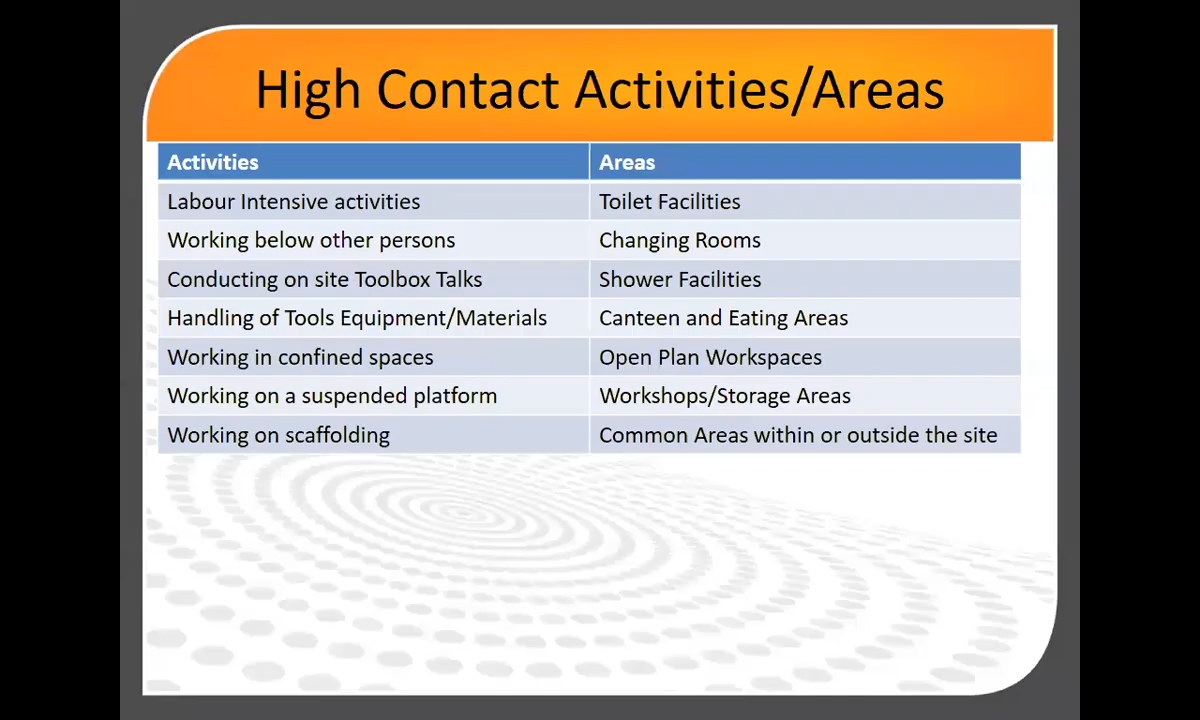 High Contact Activities/Areas
Activities Areas
Labour Intensive activities Toilet Facilities
Working below other persons Changing Rooms
Conducting on site Toolbox Talks Shower Facilities
Handling of Tools Equipment/Materials Canteen and Eating Areas
Working in confined spaces Open Plan Workspaces
Working on a suspended platform Workshops/Storage Areas
Working on scaffolding Common Areas within or outside the site